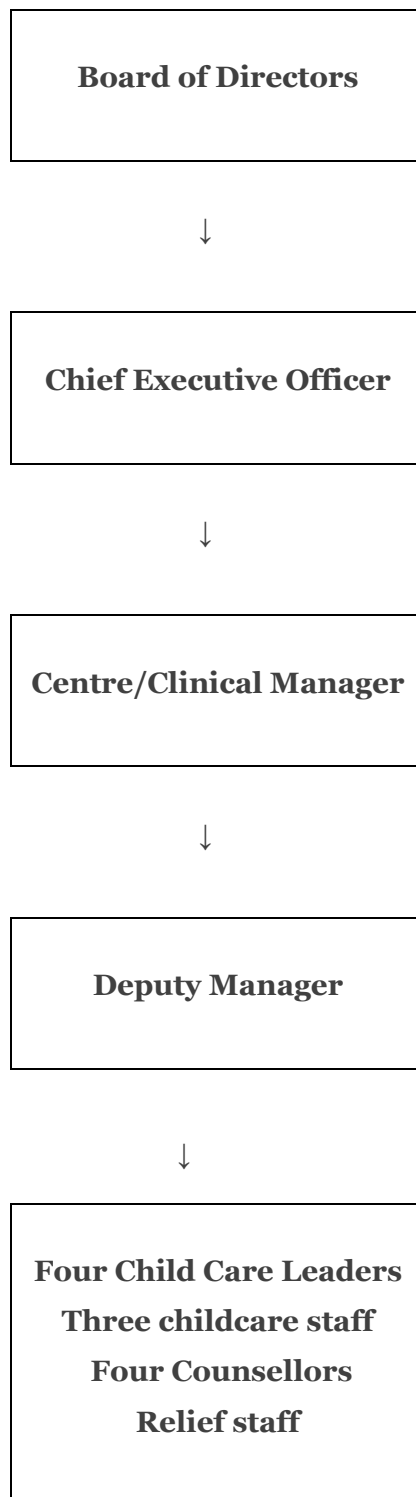 Board of Directors
↓
Chief Executive Officer
↓
Centre/Clinical Manager
↓
Deputy Manager
↓
Four Child Care Leaders
Three childcare staff
Four Counsellors
Relief staff